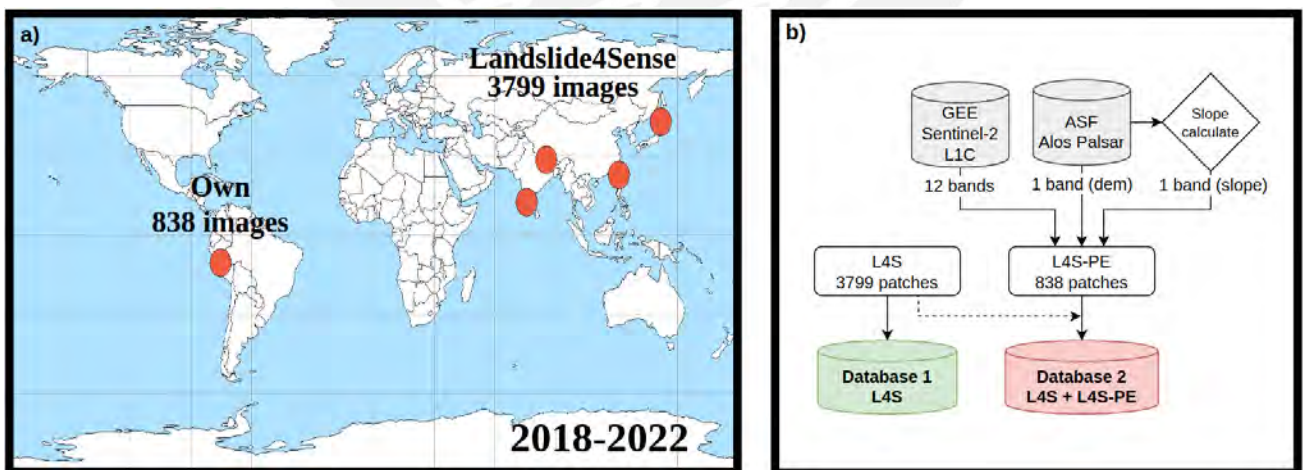 a)
Landslide4Sense
3799 images
Own
838 images
2018-2022
b)
GEE
Sentinel-2
L1C
ASF
Alos Palsar
Slope
calculate
12 bands
1 band (dem)
1 band (slope)
L4S
3799 patches
L4S-PE
838 patches
Database 1
L4S
Database 2
L4S + L4S-PE